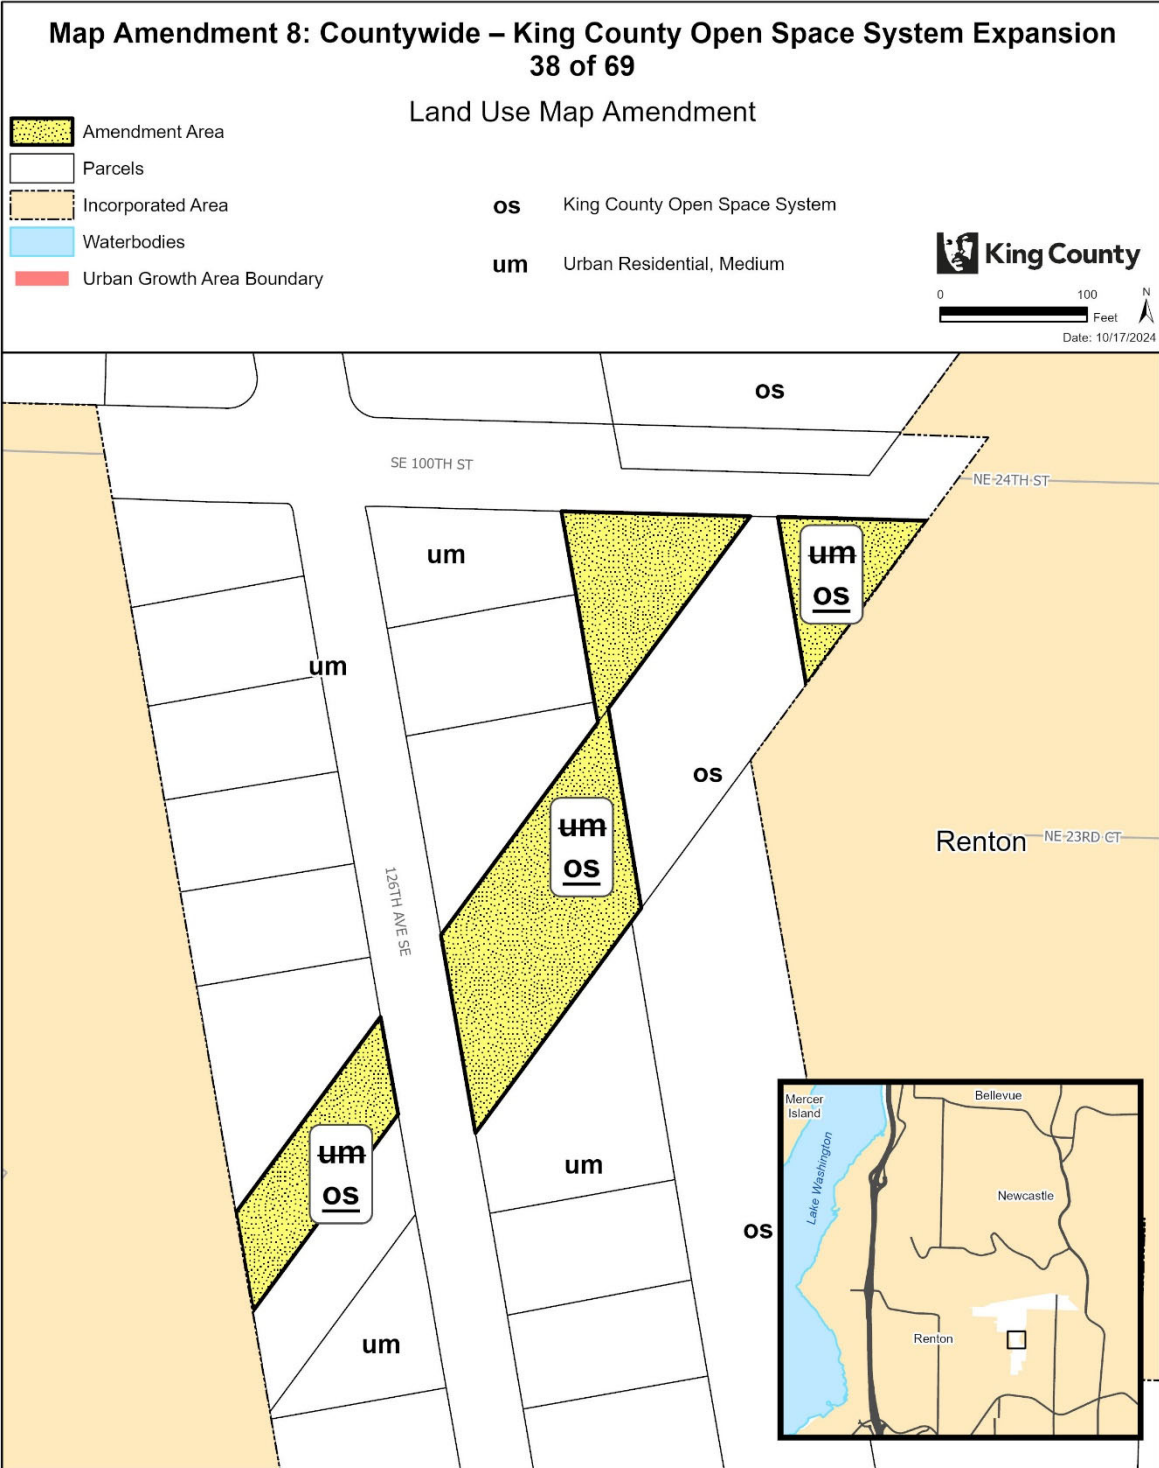 Map Amendment 8: Countywide – King County Open Space System Expansion
38 of 69
Land Use Map Amendment
Amendment Area
Parcels
Incorporated Area
Waterbodies
Urban Growth Area Boundary
os King County Open Space System
um Urban Residential, Medium
King County
0 100
Feet
N
Date: 10/17/2024
os
SE 100TH ST
NE 24TH ST
um
um
os
um
os
um
os
Renton
NE 23RD CT
126TH AVE SE
um
os
um
os
um
os
um
Mercer
Island
Bellevue
Lake Washington
Newcastle
Renton